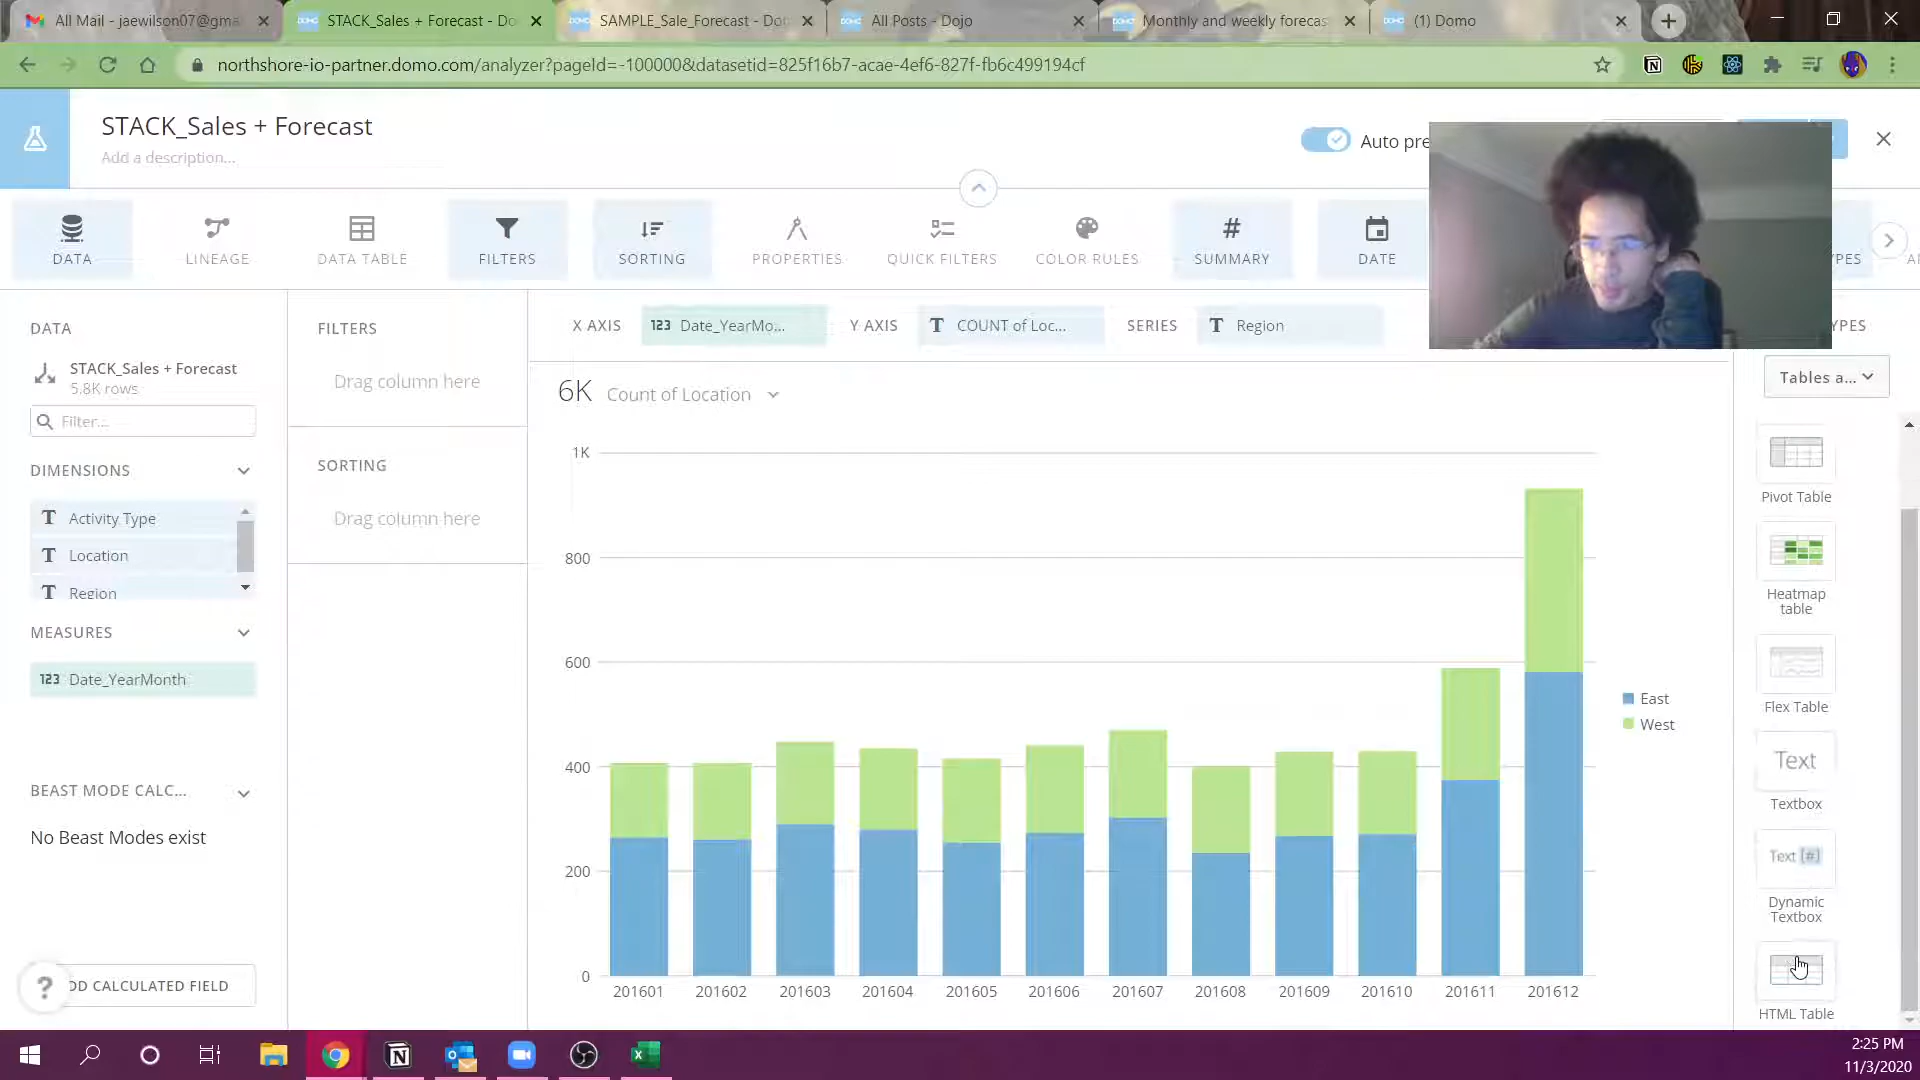 All Mail - jaewilson07@gma
STACK_Sales + Forecast - Do
SAMPLE_Sale_Forecast - Do
All Posts - Dojo
Monthly and weekly forecas
(1) Domo
northshore-io-partner.domo.com/analyzer?pageId=-100000&datasetid=825f16b7-acae-4ef6-827f-fb6c499194cf
STACK_Sales + Forecast
Add a description...
Auto pre
DATA
LINEAGE
DATA TABLE
FILTERS
SORTING
PROPERTIES
QUICK FILTERS
COLOR RULES
SUMMARY
DATE
YPES
DATA
STACK_Sales + Forecast
5.8K rows
Filter...
DIMENSIONS
T Activity Type
T Location
T Region
MEASURES
123 Date_YearMonth
BEAST MODE CALC...
No Beast Modes exist
? DD CALCULATED FIELD
FILTERS
Drag column here
SORTING
Drag column here
X AXIS 123 Date_YearMo... Y AXIS T COUNT of Loc... SERIES T Region
6K Count of Location
1K
800
600
400
200
0
201601 201602 201603 201604 201605 201606 201607 201608 201609 201610 201611 201612
East
West
YPES
Tables a...
Pivot Table
Heatmap
table
Flex Table
Text
Textbox
Text [#]
Dynamic
Textbox
HTML Table
2:25 PM
11/3/2020